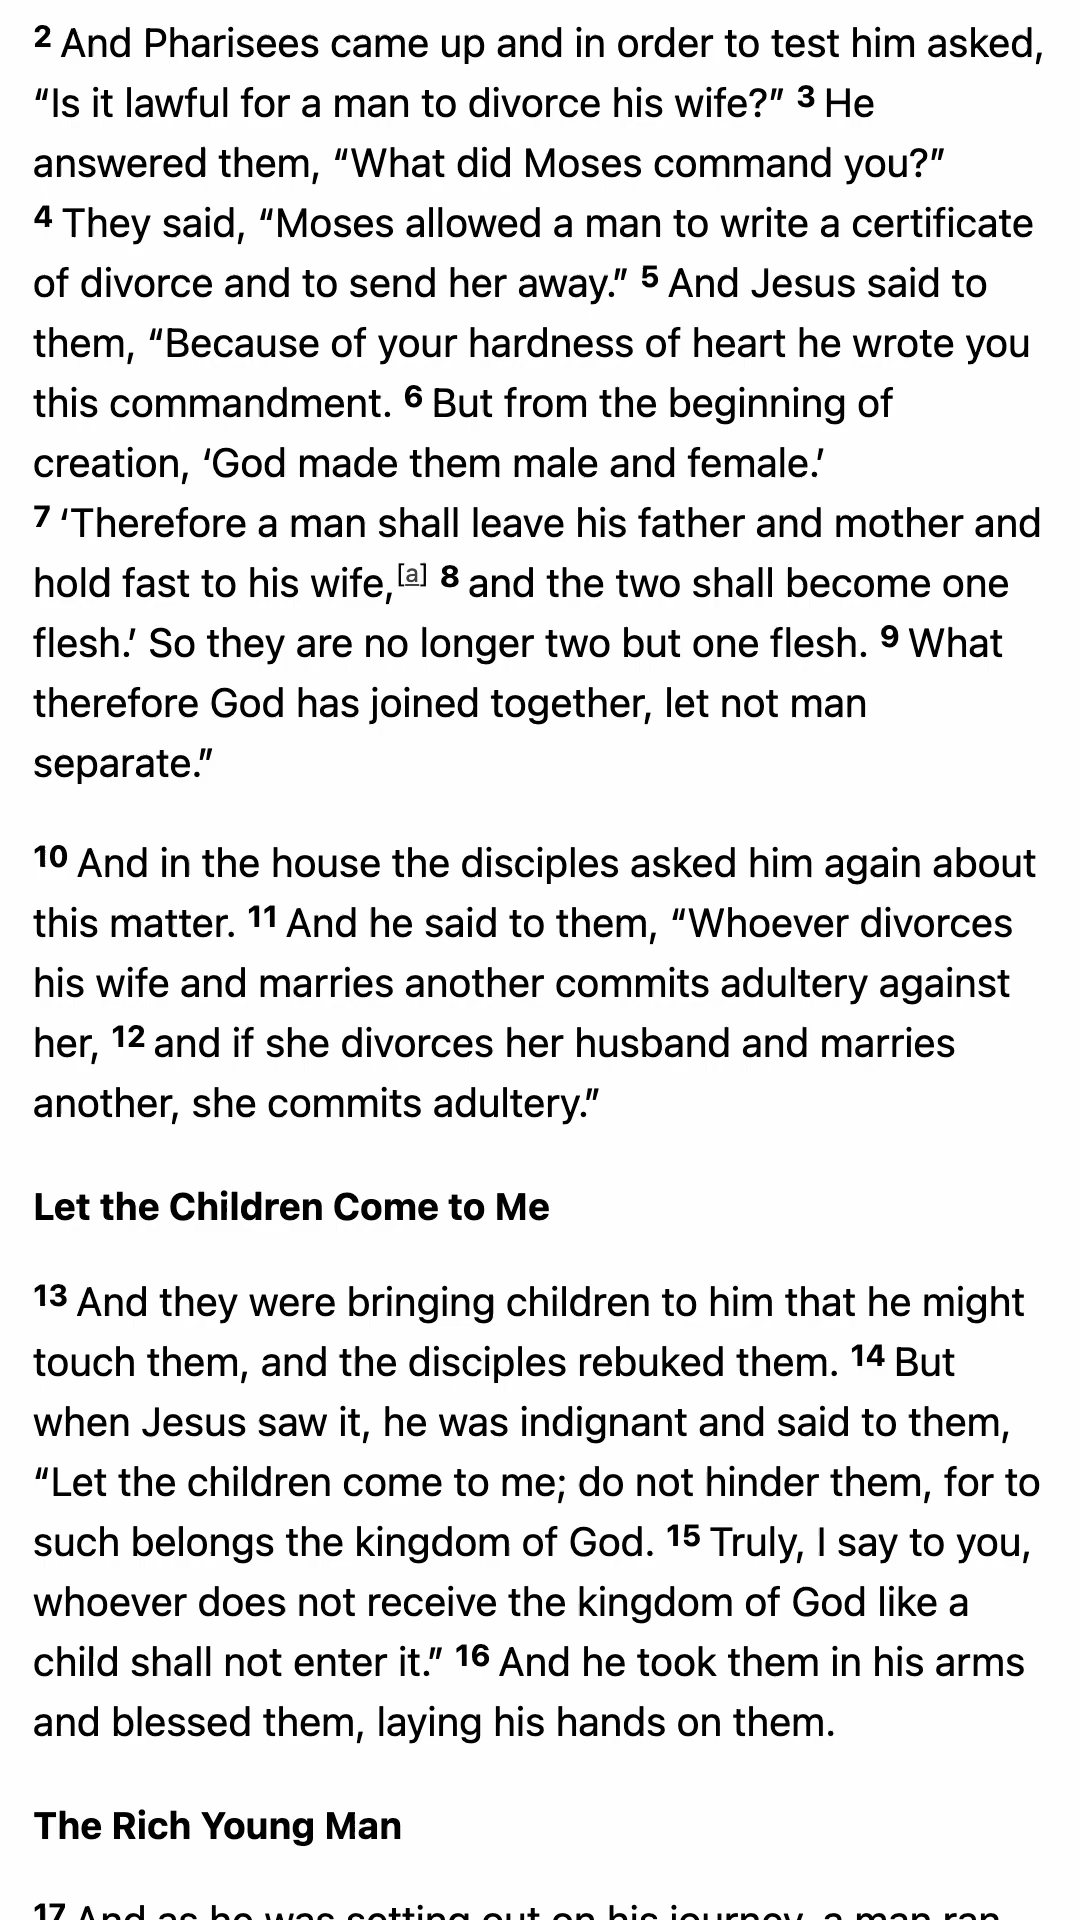 2 And Pharisees came up and in order to test him asked,
“Is it lawful for a man to divorce his wife?” 3 He
answered them, “What did Moses command you?”
4 They said, “Moses allowed a man to write a certificate
of divorce and to send her away.” 5 And Jesus said to
them, “Because of your hardness of heart he wrote you
this commandment. 6 But from the beginning of
creation, ‘God made them male and female.’
7 ‘Therefore a man shall leave his father and mother and
hold fast to his wife,[a] 8 and the two shall become one
flesh.’ So they are no longer two but one flesh. 9 What
therefore God has joined together, let not man
separate.”
10 And in the house the disciples asked him again about
this matter. 11 And he said to them, “Whoever divorces
his wife and marries another commits adultery against
her, 12 and if she divorces her husband and marries
another, she commits adultery.”
Let the Children Come to Me
13 And they were bringing children to him that he might
touch them, and the disciples rebuked them. 14 But
when Jesus saw it, he was indignant and said to them,
“Let the children come to me; do not hinder them, for to
such belongs the kingdom of God. 15 Truly, I say to you,
whoever does not receive the kingdom of God like a
child shall not enter it.” 16 And he took them in his arms
and blessed them, laying his hands on them.
The Rich Young Man
17 And as he was setting out on his journey, a man ran